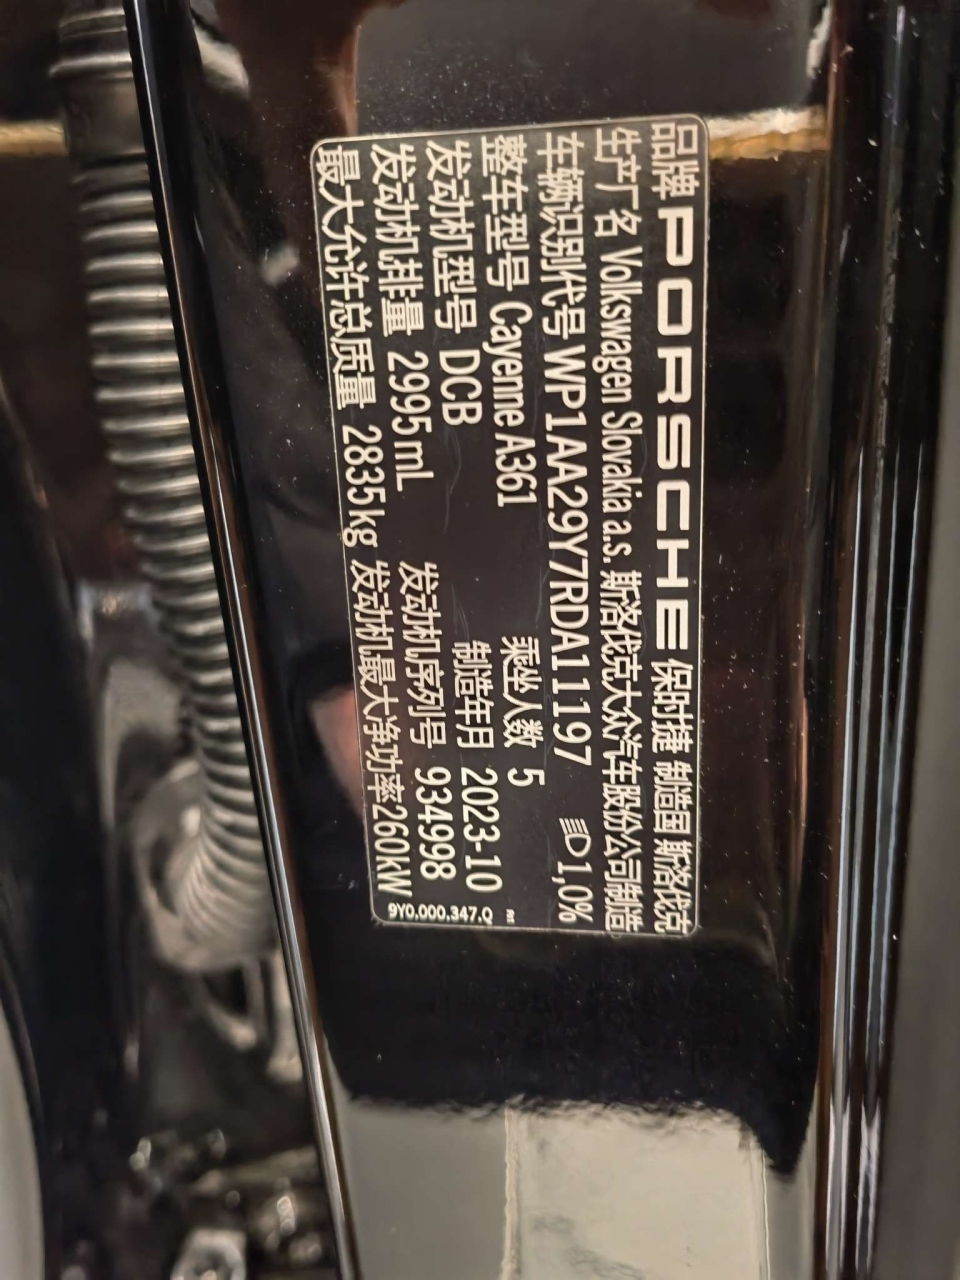 品牌 PORSCHE 保时捷 制造国 斯洛伐克
生产厂名 Volkswagen Slovakia a.s. 斯洛伐克大众汽车股份公司制造
车辆识别代号 WP1AA29Y7RDA11197 1,0%
整车型号 Cayenne A361 乘坐人数 5
发动机型号 DCB 制造年月 2023-10
发动机排量 2995mL 发动机序列号 934998
最大允许总质量 2835kg 发动机最大净功率260kW
9Y0.000.347.Q